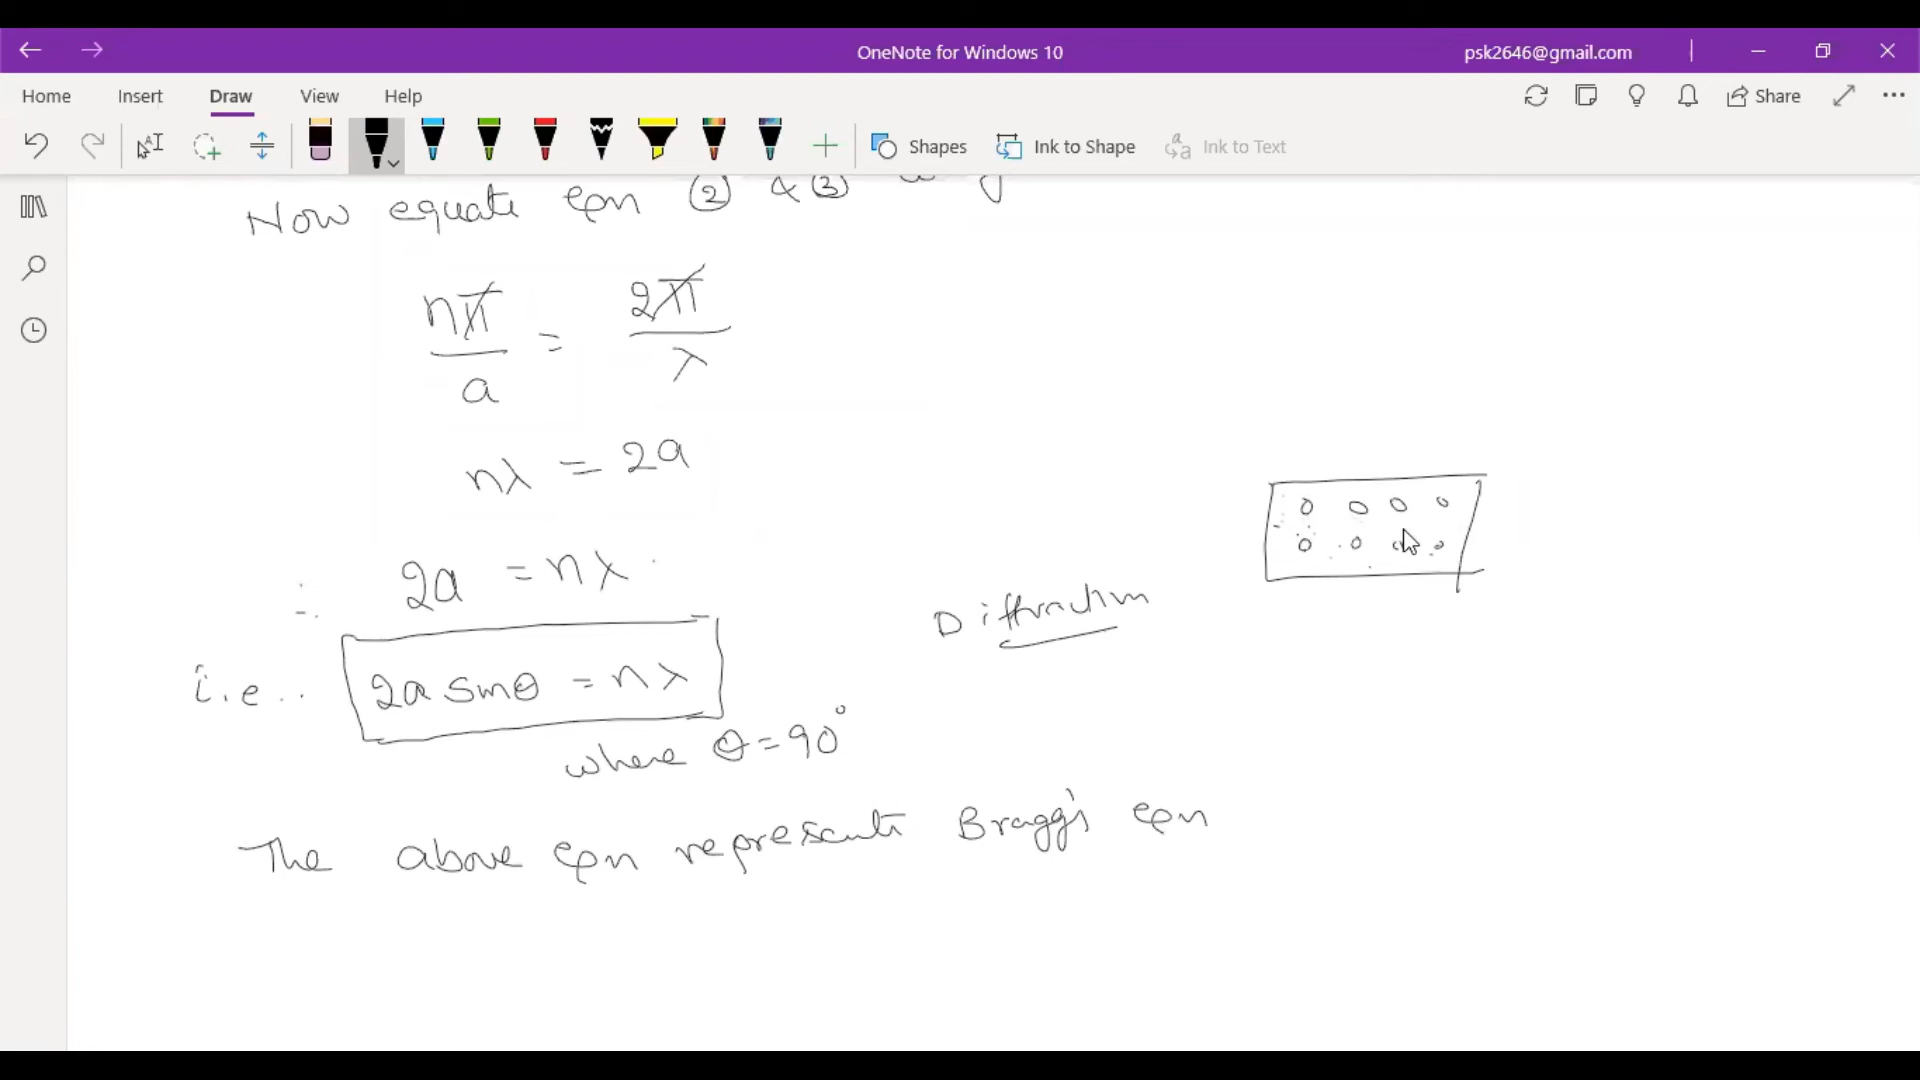 OneNote for Windows 10
psk2646@gmail.com
Home Insert Draw View Help
Share
Shapes Ink to Shape Ink to Text
Now equate eqn ② & ③
nπ/a = 2π/λ
nλ = 2a
∴ 2a = nλ
Diffraction
i.e.. 2a sinθ = nλ
where θ = 90°
The above eqn represents Bragg's eqn